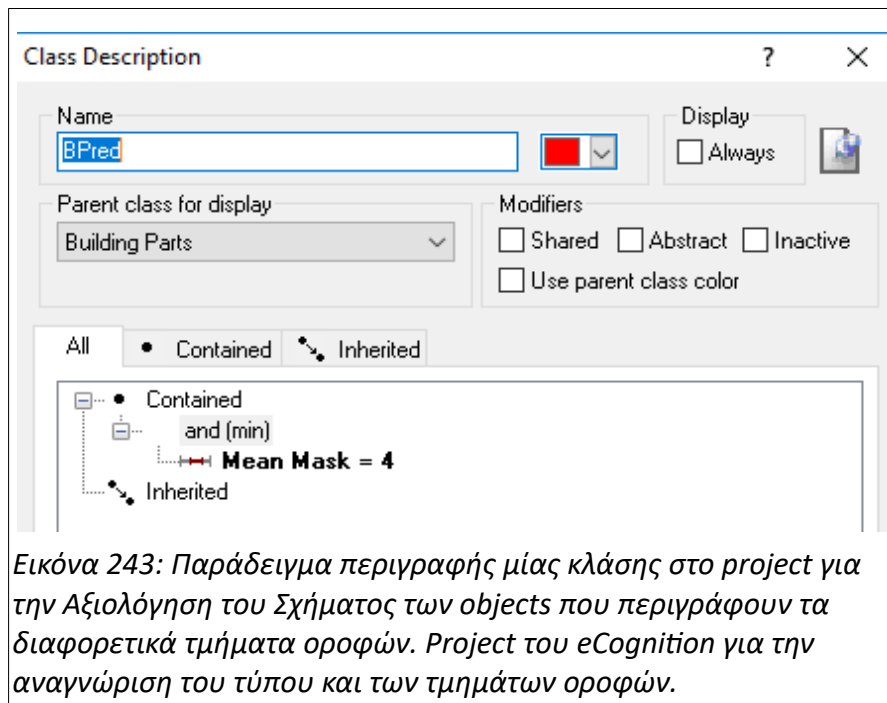 Class Description ?
Name
BPred
Display
Always
Parent class for display
Building Parts
Modifiers
Shared Abstract Inactive
Use parent class color
All • Contained Inherited
Contained
and (min)
Mean Mask = 4
Inherited
Εικόνα 243: Παράδειγμα περιγραφής μίας κλάσης στο project για
την Αξιολόγηση του Σχήματος των objects που περιγράφουν τα
διαφορετικά τμήματα οροφών. Project του eCognition για την
αναγνώριση του τύπου και των τμημάτων οροφών.